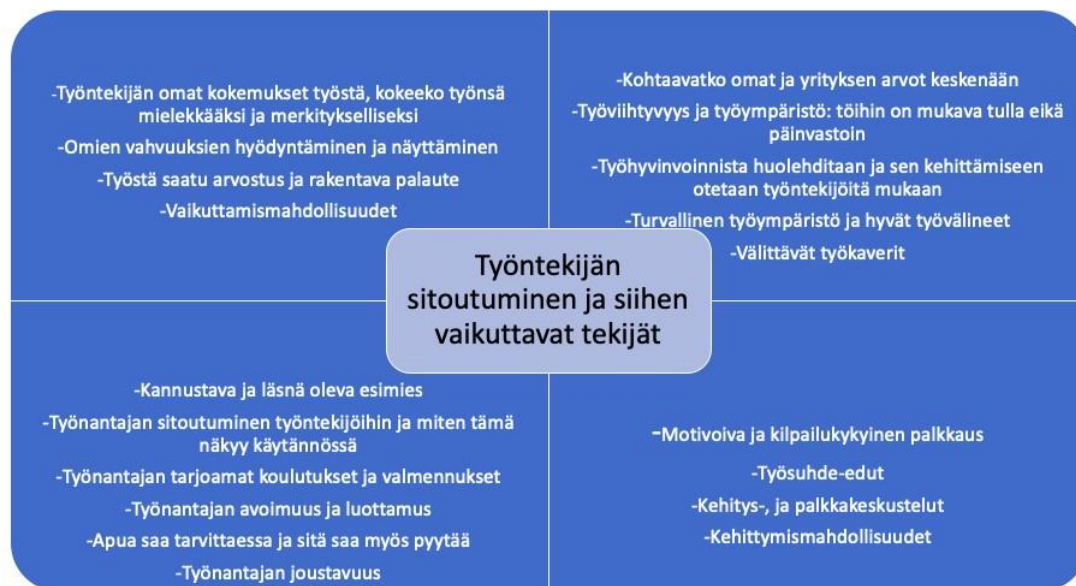 -Työntekijän omat kokemukset työstä, kokeeko työnsä
mielekkääksi ja merkitykselliseksi
-Omien vahvuuksien hyödyntäminen ja näyttäminen
-Työstä saatu arvostus ja rakentava palaute
-Vaikuttamismahdollisuudet
-Kohtaavatko omat ja yrityksen arvot keskenään
-Työviihtyvyys ja työympäristö: töihin on mukava tulla eikä
päinvastoin
-Työhyvinvoinnista huolehditaan ja sen kehittämiseen
otetaan työntekijöitä mukaan
-Turvallinen työympäristö ja hyvät työvälineet
-Välittävät työkaverit
Työntekijän
sitoutuminen ja siihen
vaikuttavat tekijät
-Kannustava ja läsnä oleva esimies
-Työnantajan sitoutuminen työntekijöihin ja miten tämä
näkyy käytännössä
-Työnantajan tarjoamat koulutukset ja valmennukset
-Työnantajan avoimuus ja luottamus
-Apua saa tarvittaessa ja sitä saa myös pyytää
-Työnantajan joustavuus
-Motivoiva ja kilpailukykyinen palkkaus
-Työsuhde-edut
-Kehitys-, ja palkkakeskustelut
-Kehittymismahdollisuudet